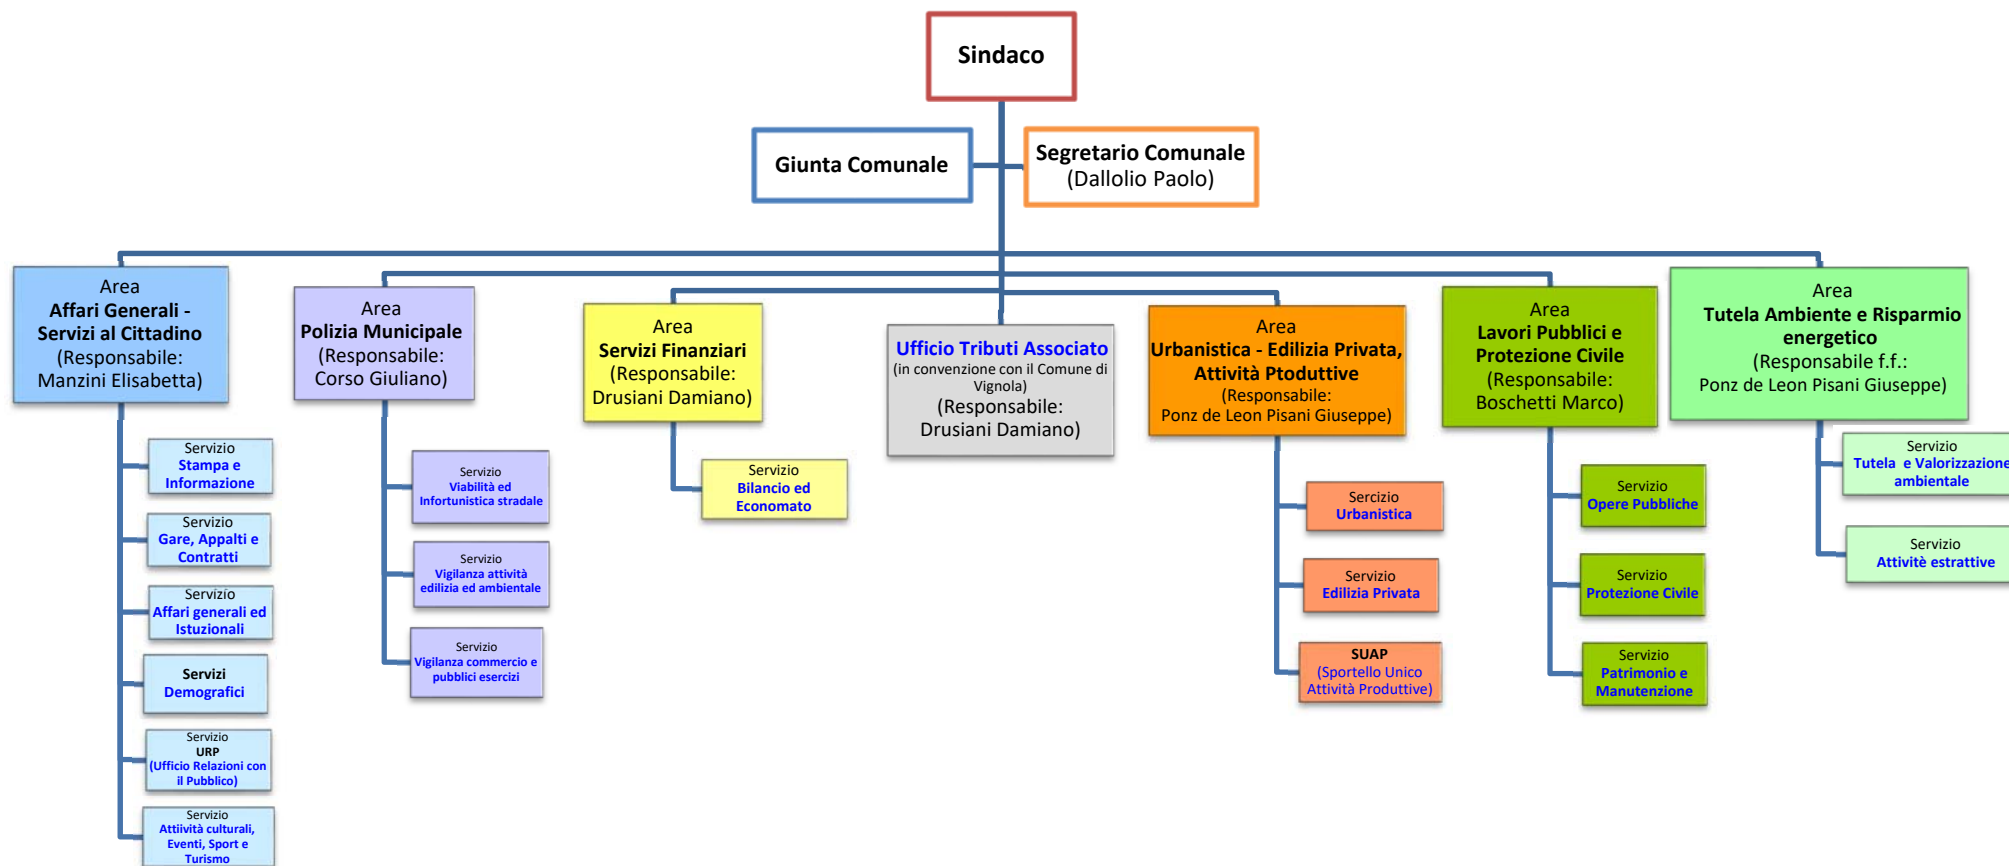 Sindaco
Giunta Comunale
Segretario Comunale
(Dallolio Paolo)
Area
Affari Generali -
Servizi al Cittadino
(Responsabile:
Manzini Elisabetta)
Servizio
Stampa e
Informazione
Servizio
Gare, Appalti e
Contratti
Servizio
Affari generali ed
Istuzionali
Servizi
Demografici
Servizio
URP
(Ufficio Relazioni con
il Pubblico)
Servizio
Attiività culturali,
Eventi, Sport e
Turismo
Area
Polizia Municipale
(Responsabile:
Corso Giuliano)
Servizio
Viabilità ed
Infortunistica stradale
Servizio
Vigilanza attività
edilizia ed ambientale
Servizio
Vigilanza commercio e
pubblici esercizi
Area
Servizi Finanziari
(Responsabile:
Drusiani Damiano)
Servizio
Bilancio ed
Economato
Ufficio Tributi Associato
(in convenzione con il Comune di
Vignola)
(Responsabile:
Drusiani Damiano)
Area
Urbanistica - Edilizia Privata,
Attività Ptoduttive
(Responsabile:
Ponz de Leon Pisani Giuseppe)
Sercizio
Urbanistica
Servizio
Edilizia Privata
SUAP
(Sportello Unico
Attività Produttive)
Area
Lavori Pubblici e
Protezione Civile
(Responsabile:
Boschetti Marco)
Servizio
Opere Pubbliche
Servizio
Protezione Civile
Servizio
Patrimonio e
Manutenzione
Area
Tutela Ambiente e Risparmio
energetico
(Responsabile f.f.:
Ponz de Leon Pisani Giuseppe)
Servizio
Tutela e Valorizzazione
ambientale
Servizio
Attivitè estrattive